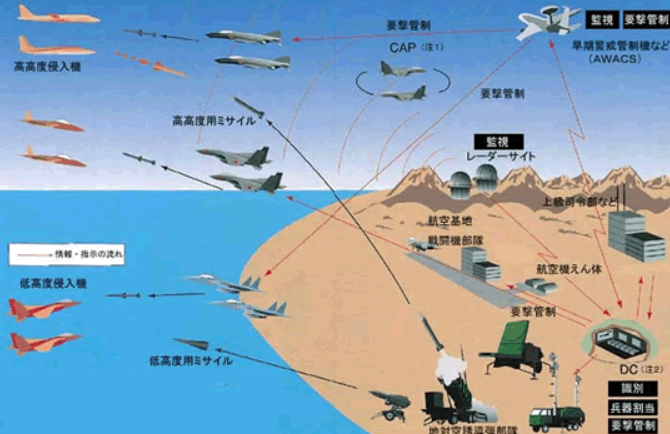 監視
要撃管制
早期警戒管制機など
(AWACS)
要撃管制
CAP (注1)
要撃管制
高高度侵入機
高高度用ミサイル
監視
レーダーサイト
上級司令部など
航空基地
戦闘機部隊
航空機えん体
情報・指示の流れ
低高度侵入機
要撃管制
低高度用ミサイル
DC (注2)
識別
兵器割当
要撃管制
地対空誘導弾部隊